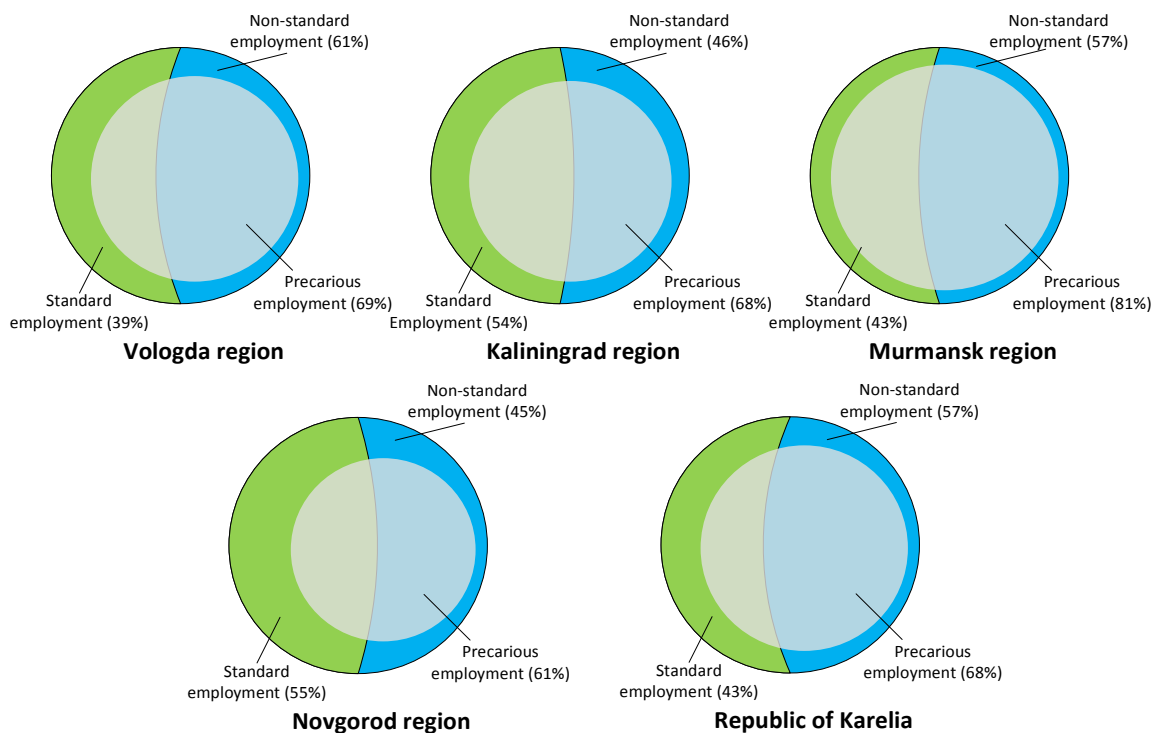 Non-standard
employment (61%)
Standard
employment (39%)
Precarious
employment (69%)
Vologda region
Non-standard
employment (46%)
Standard
Employment (54%)
Precarious
employment (68%)
Kaliningrad region
Non-standard
employment (57%)
Standard
employment (43%)
Precarious
employment (81%)
Murmansk region
Non-standard
employment (45%)
Standard
employment (55%)
Precarious
employment (61%)
Novgorod region
Non-standard
employment (57%)
Standard
employment (43%)
Precarious
employment (68%)
Republic of Karelia